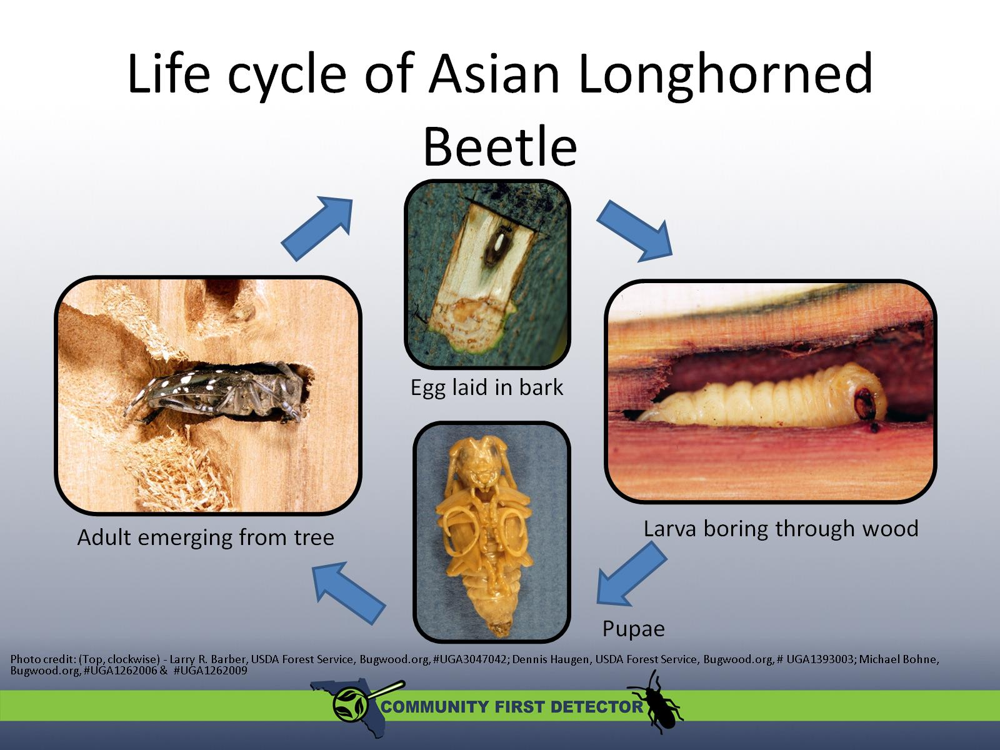 Life cycle of Asian Longhorned
Beetle
Egg laid in bark
Adult emerging from tree
Larva boring through wood
Pupae
Photo credit: (Top, clockwise) - Larry R. Barber, USDA Forest Service, Bugwood.org, #UGA3047042; Dennis Haugen, USDA Forest Service, Bugwood.org, # UGA1393003; Michael Bohne,
Bugwood.org, #UGA1262006 & #UGA1262009
COMMUNITY FIRST DETECTOR